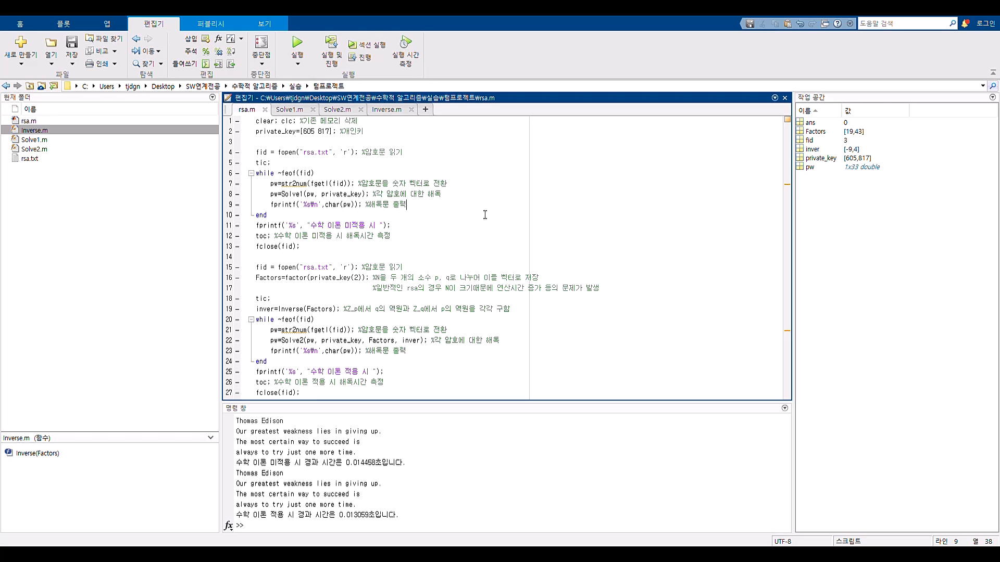 홈 플롯 앱 편집기 퍼블리시 보기 도움말 검색 로그인
새로 만들기 열기 저장 파일 찾기 비교 인쇄 이동 찾기 삽입 fx 주석 들여쓰기 중단점 실행 실행 및 진행 섹션 실행 진행 실행 시간 측정
파일 탐색 편집 중단점 실행
C: Users tjdgn Desktop SW연계전공 수학적 알고리즘 실습 텀프로젝트
현재 폴더
이름
rsa.m
Inverse.m
Solve1.m
Solve2.m
rsa.txt
Inverse.m (함수)
Inverse(Factors)
편집기 - C:₩Users₩tjdgn₩Desktop₩SW연계전공₩수학적 알고리즘₩실습₩텀프로젝트₩rsa.m
rsa.m Solve1.m Solve2.m Inverse.m +
1 – clear; clc; %기존 메모리 삭제
2 – private_key=[605 817]; %개인키
3
4 – fid = fopen("rsa.txt", 'r'); %암호문 읽기
5 – tic;
6 – while ~feof(fid)
7 – pw=str2num(fgetl(fid)); %암호문을 숫자 벡터로 전환
8 – pw=Solve1(pw, private_key); %각 암호에 대한 해독
9 – fprintf('%s₩n',char(pw)); %해독문 출력
10 – end
11 – fprintf('%s', "수학 이론 미적용 시 ");
12 – toc; %수학 이론 미적용 시 해독시간 측정
13 – fclose(fid);
14
15 – fid = fopen("rsa.txt", 'r'); %암호문 읽기
16 – Factors=factor(private_key(2)); %N을 두 개의 소수 p, q로 나누어 이를 벡터로 저장
17 %일반적인 rsa의 경우 N이 크기때문에 연산시간 증가 등의 문제가 발생
18 – tic;
19 – inver=Inverse(Factors); %Z_p에서 q의 역원과 Z_q에서 p의 역원을 각각 구함
20 – while ~feof(fid)
21 – pw=str2num(fgetl(fid)); %암호문을 숫자 벡터로 전환
22 – pw=Solve2(pw, private_key, Factors, inver); %각 암호에 대한 해독
23 – fprintf('%s₩n',char(pw)); %해독문 출력
24 – end
25 – fprintf('%s', "수학 이론 적용 시 ");
26 – toc; %수학 이론 적용 시 해독시간 측정
27 – fclose(fid);
명령 창
Thomas Edison
Our greatest weakness lies in giving up.
The most certain way to succeed is
always to try just one more time.
수학 이론 미적용 시 경과 시간은 0.014458초입니다.
Thomas Edison
Our greatest weakness lies in giving up.
The most certain way to succeed is
always to try just one more time.
수학 이론 적용 시 경과 시간은 0.013059초입니다.
fx >>
작업 공간
이름 값
ans 0
Factors [19,43]
fid 3
inver [-9,4]
private_key [605,817]
pw 1x33 double
UTF-8 스크립트 라인 9 열 38